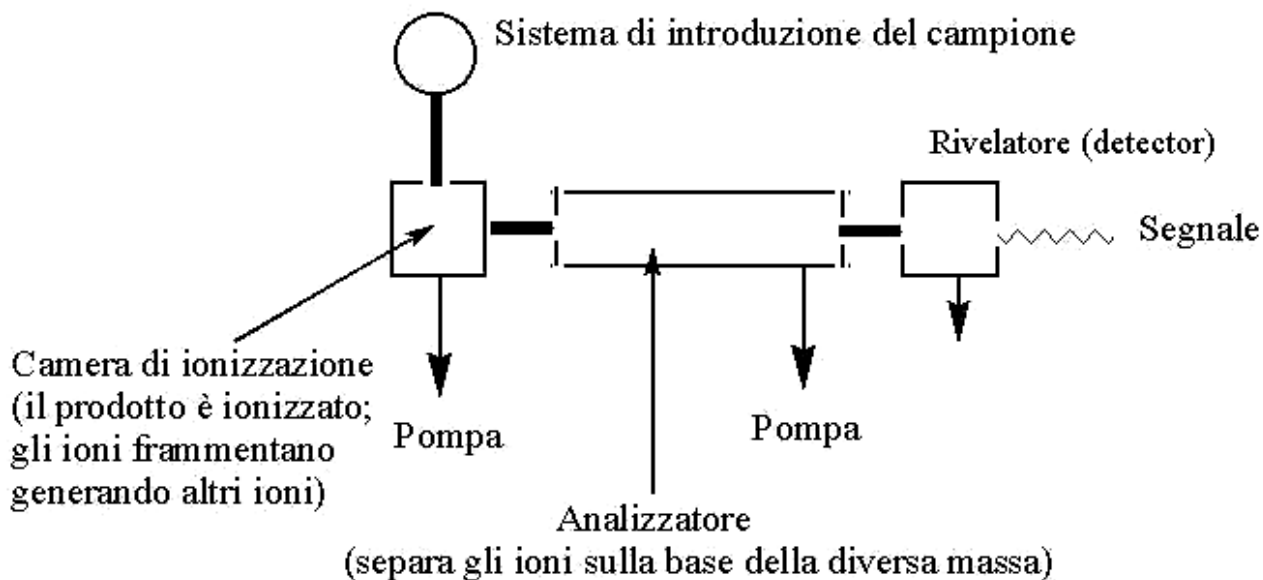 Sistema di introduzione del campione
Rivelatore (detector)
Segnale
Camera di ionizzazione
(il prodotto è ionizzato;
gli ioni frammentano
generando altri ioni)
Pompa
Pompa
Analizzatore
(separa gli ioni sulla base della diversa massa)